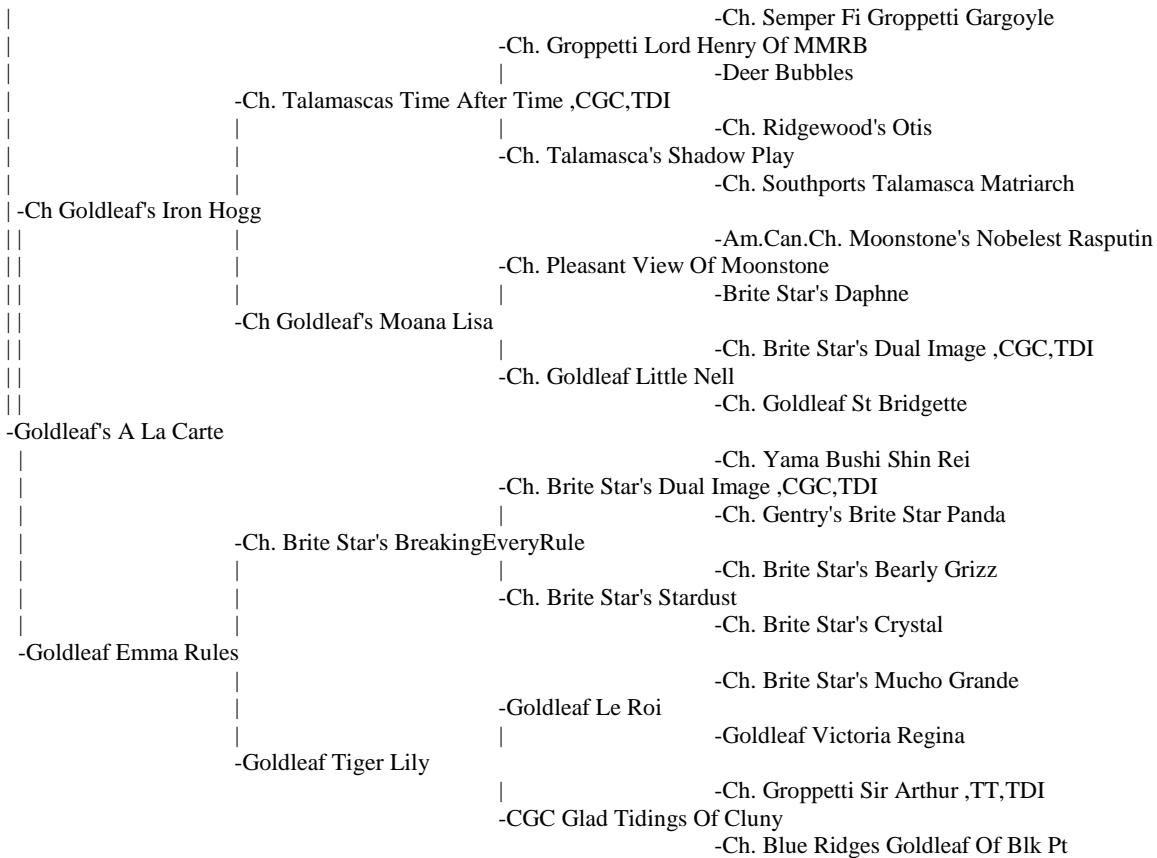 -Ch. Semper Fi Groppetti Gargoyle
-Ch. Groppetti Lord Henry Of MMRB
-Deer Bubbles
-Ch. Talamascas Time After Time ,CGC,TDI
-Ch. Ridgewood's Otis
-Ch. Talamasca's Shadow Play
-Ch. Southports Talamasca Matriarch
-Ch Goldleaf's Iron Hogg
-Am.Can.Ch. Moonstone's Nobelest Rasputin
-Ch. Pleasant View Of Moonstone
-Brite Star's Daphne
-Ch Goldleaf's Moana Lisa
-Ch. Brite Star's Dual Image ,CGC,TDI
-Ch. Goldleaf Little Nell
-Ch. Goldleaf St Bridgette
-Goldleaf's A La Carte
-Ch. Yama Bushi Shin Rei
-Ch. Brite Star's Dual Image ,CGC,TDI
-Ch. Gentry's Brite Star Panda
-Ch. Brite Star's BreakingEveryRule
-Ch. Brite Star's Bearly Grizz
-Ch. Brite Star's Stardust
-Ch. Brite Star's Crystal
-Goldleaf Emma Rules
-Ch. Brite Star's Mucho Grande
-Goldleaf Le Roi
-Goldleaf Victoria Regina
-Goldleaf Tiger Lily
-Ch. Groppetti Sir Arthur ,TT,TDI
-CGC Glad Tidings Of Cluny
-Ch. Blue Ridges Goldleaf Of Blk Pt